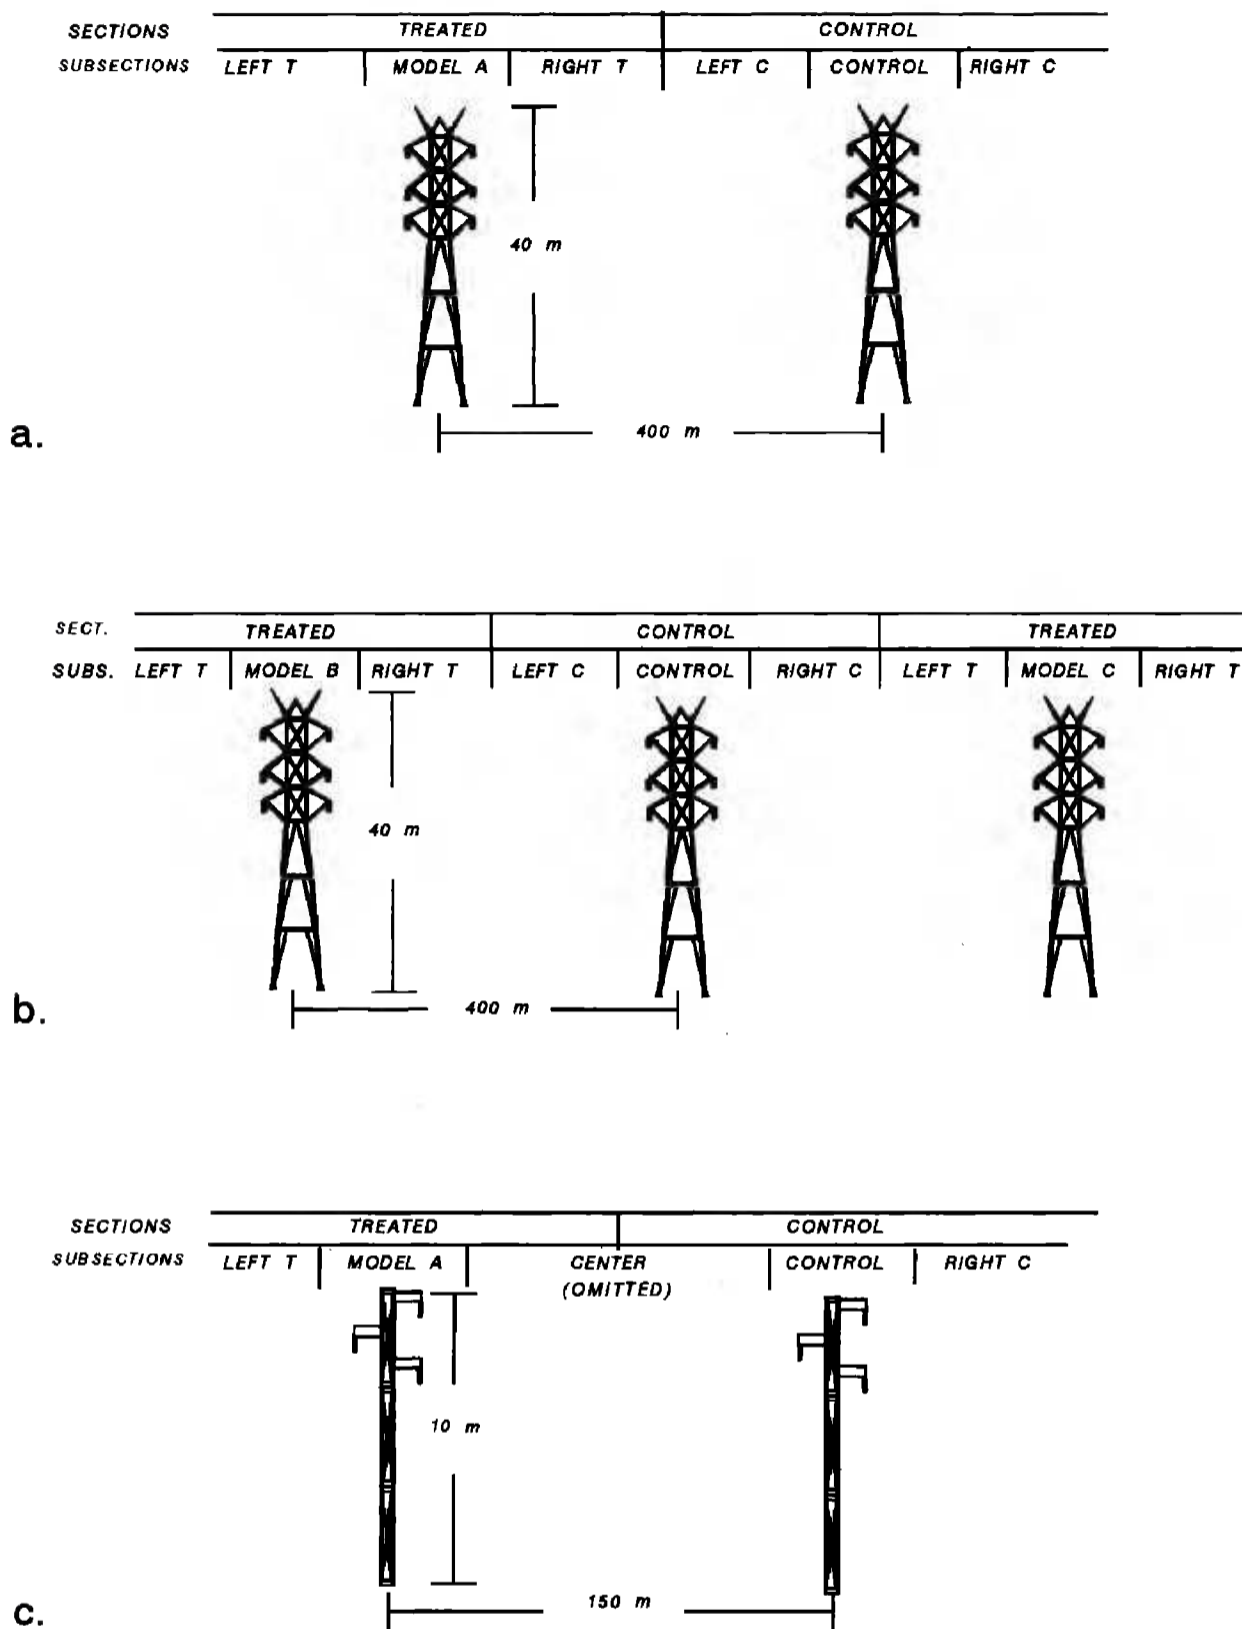 SECTIONS TREATED CONTROL
SUBSECTIONS LEFT T MODEL A RIGHT T LEFT C CONTROL RIGHT C
40 m
400 m
a.
SECT. TREATED CONTROL TREATED
SUBS. LEFT T MODEL B RIGHT T LEFT C CONTROL RIGHT C LEFT T MODEL C RIGHT T
40 m
400 m
b.
SECTIONS TREATED CONTROL
SUBSECTIONS LEFT T MODEL A CENTER CONTROL RIGHT C
(OMITTED)
10 m
150 m
c.